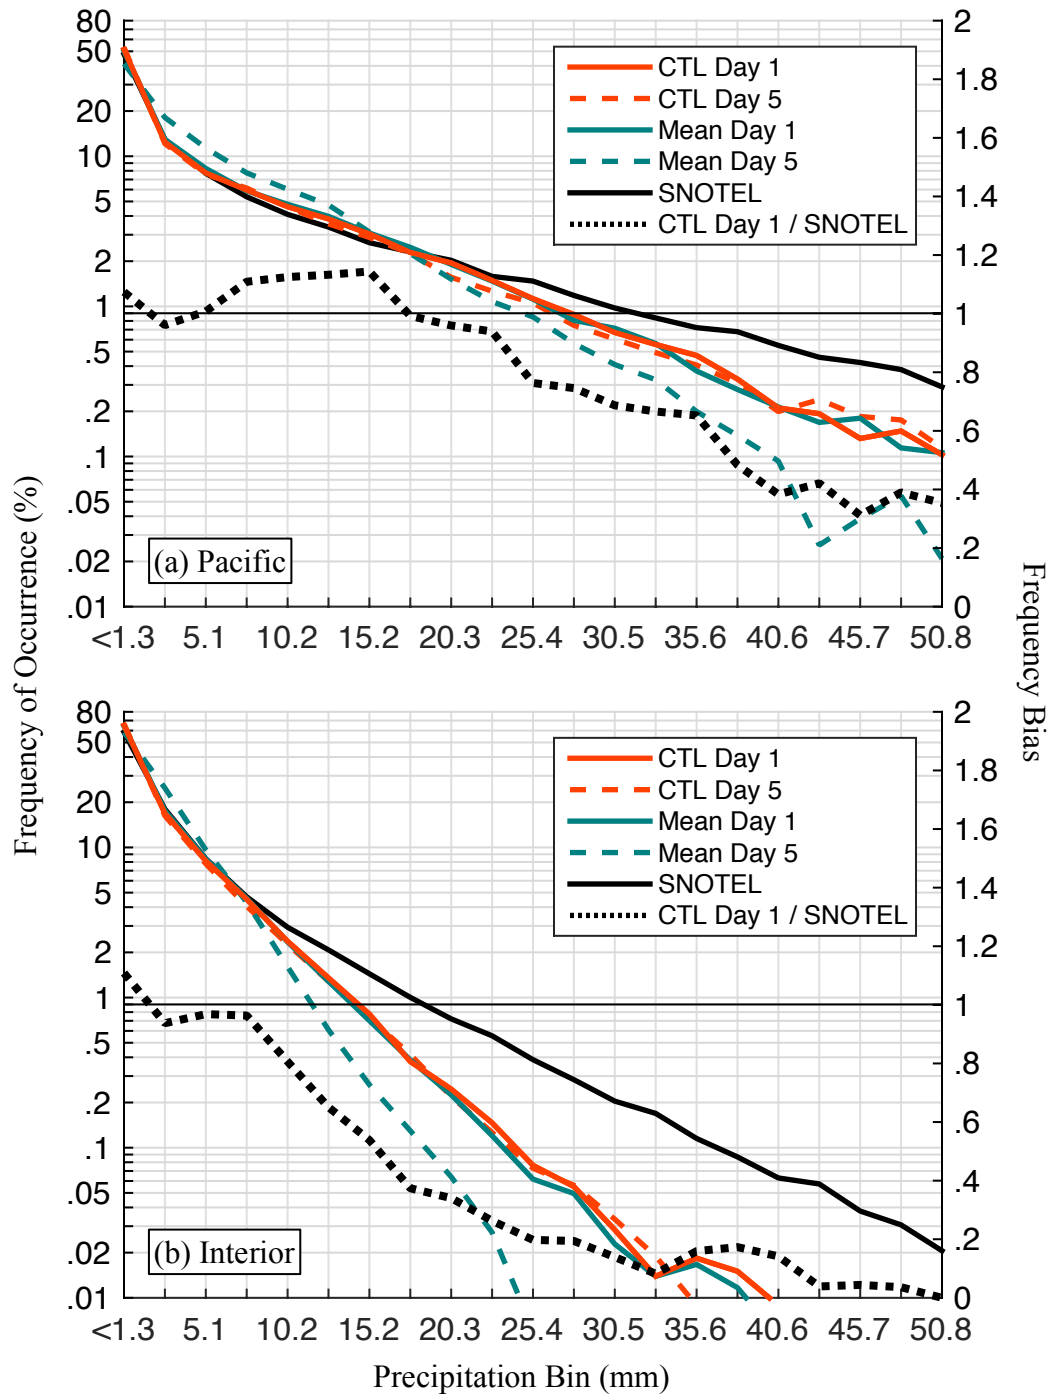 80
50
20
10
5
2
1
.5
.2
.1
.05
.02
.01
2
1.8
1.6
1.4
1.2
1
.8
.6
.4
.2
0
CTL Day 1
CTL Day 5
Mean Day 1
Mean Day 5
SNOTEL
CTL Day 1 / SNOTEL
(a) Pacific
<1.3 5.1 10.2 15.2 20.3 25.4 30.5 35.6 40.6 45.7 50.8
Frequency of Occurrence (%)
Frequency Bias
80
50
20
10
5
2
1
.5
.2
.1
.05
.02
.01
2
1.8
1.6
1.4
1.2
1
.8
.6
.4
.2
0
CTL Day 1
CTL Day 5
Mean Day 1
Mean Day 5
SNOTEL
CTL Day 1 / SNOTEL
(b) Interior
<1.3 5.1 10.2 15.2 20.3 25.4 30.5 35.6 40.6 45.7 50.8
Precipitation Bin (mm)